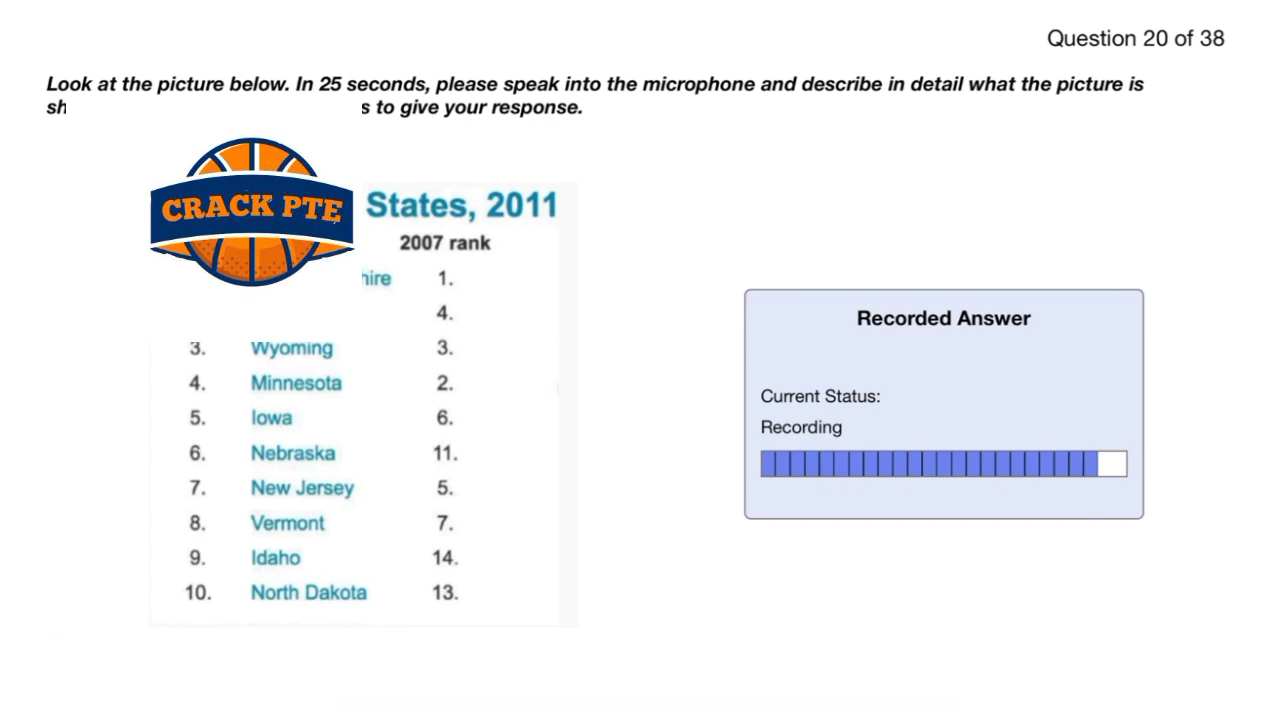 Question 20 of 38
Look at the picture below. In 25 seconds, please speak into the microphone and describe in detail what the picture is
sh s to give your response.
CRACK PTE
States, 2011
2007 rank
hire 1.
4.
3. Wyoming 3.
4. Minnesota 2.
5. Iowa 6.
6. Nebraska 11.
7. New Jersey 5.
8. Vermont 7.
9. Idaho 14.
10. North Dakota 13.
Recorded Answer
Current Status:
Recording